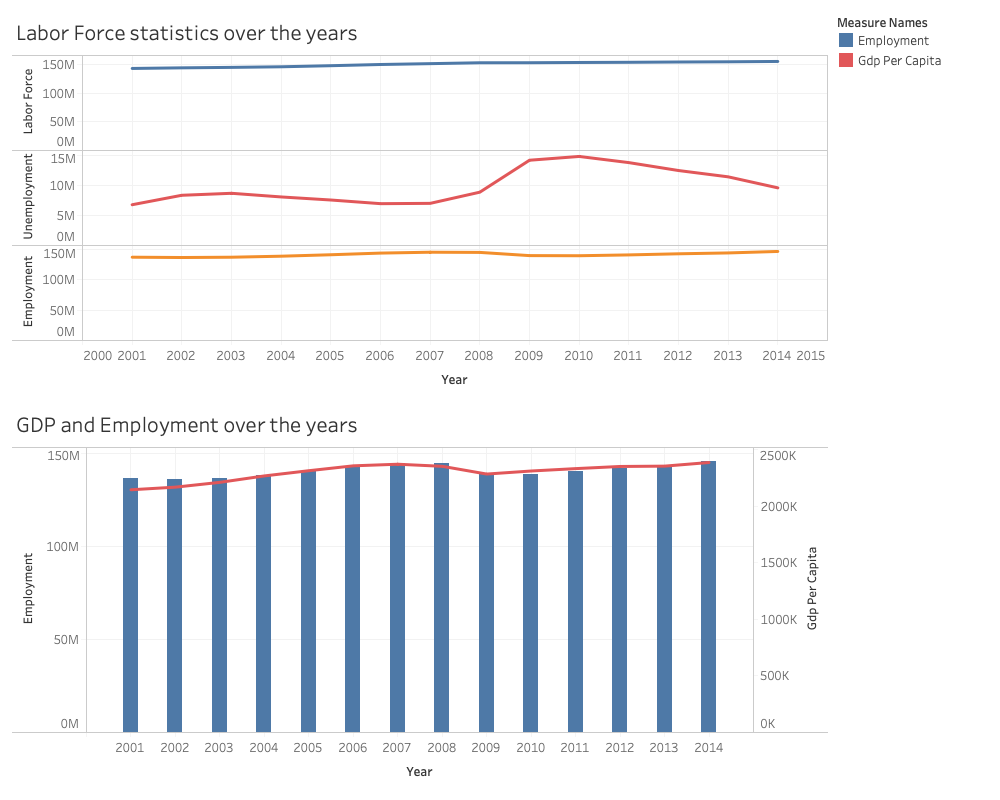 Labor Force statistics over the years
Measure Names
Employment
Gdp Per Capita
Labor Force
150M
100M
50M
0M
Unemployment
15M
10M
5M
0M
Employment
150M
100M
50M
0M
2000 2001 2002 2003 2004 2005 2006 2007 2008 2009 2010 2011 2012 2013 2014 2015
Year
GDP and Employment over the years
Employment
150M
100M
50M
0M
2500K
2000K
1500K
1000K
500K
0K
Gdp Per Capita
2001 2002 2003 2004 2005 2006 2007 2008 2009 2010 2011 2012 2013 2014
Year